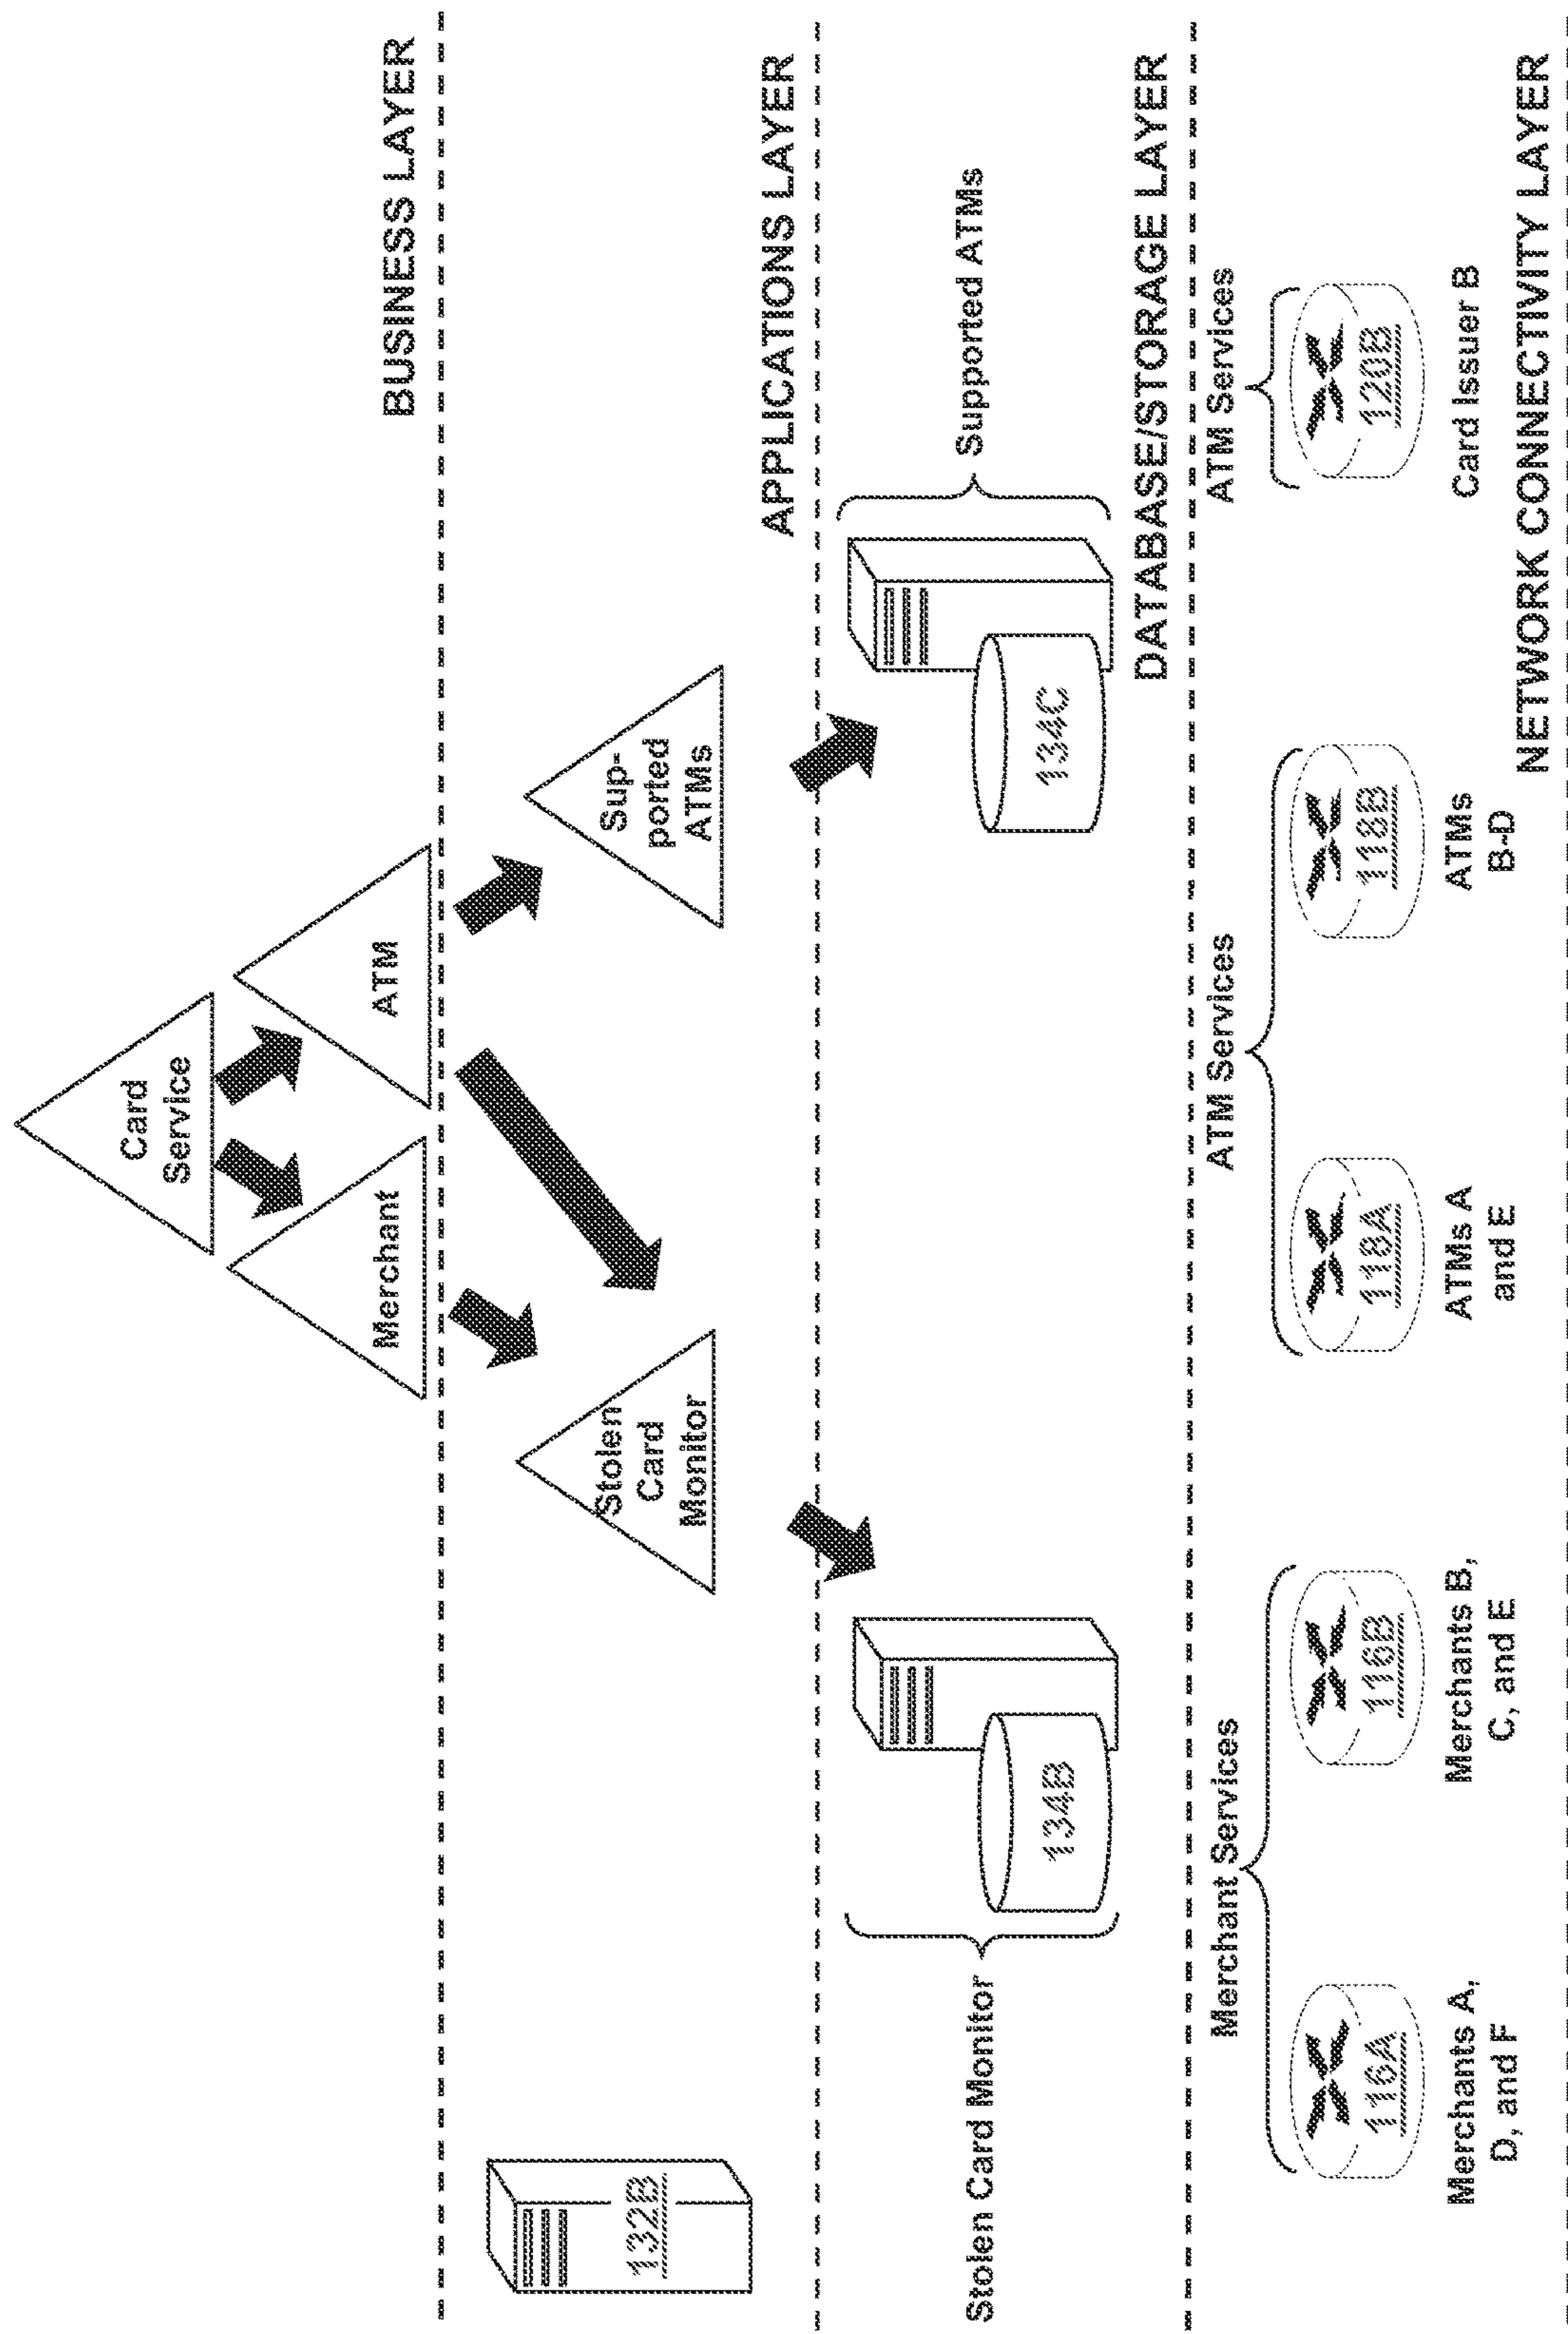 Card
Service
Merchant
ATM
BUSINESS LAYER
132B
Stolen
Card
Monitor
Sup-
ported
ATMs
APPLICATIONS LAYER
Stolen Card Monitor
134B
134C
Supported ATMs
DATABASE/STORAGE LAYER
Merchant Services
ATM Services
ATM Services
116A
116B
118A
118B
120B
Merchants A,
D, and F
Merchants B,
C, and E
ATMs A
and E
ATMs
B-D
Card Issuer B
NETWORK CONNECTIVITY LAYER